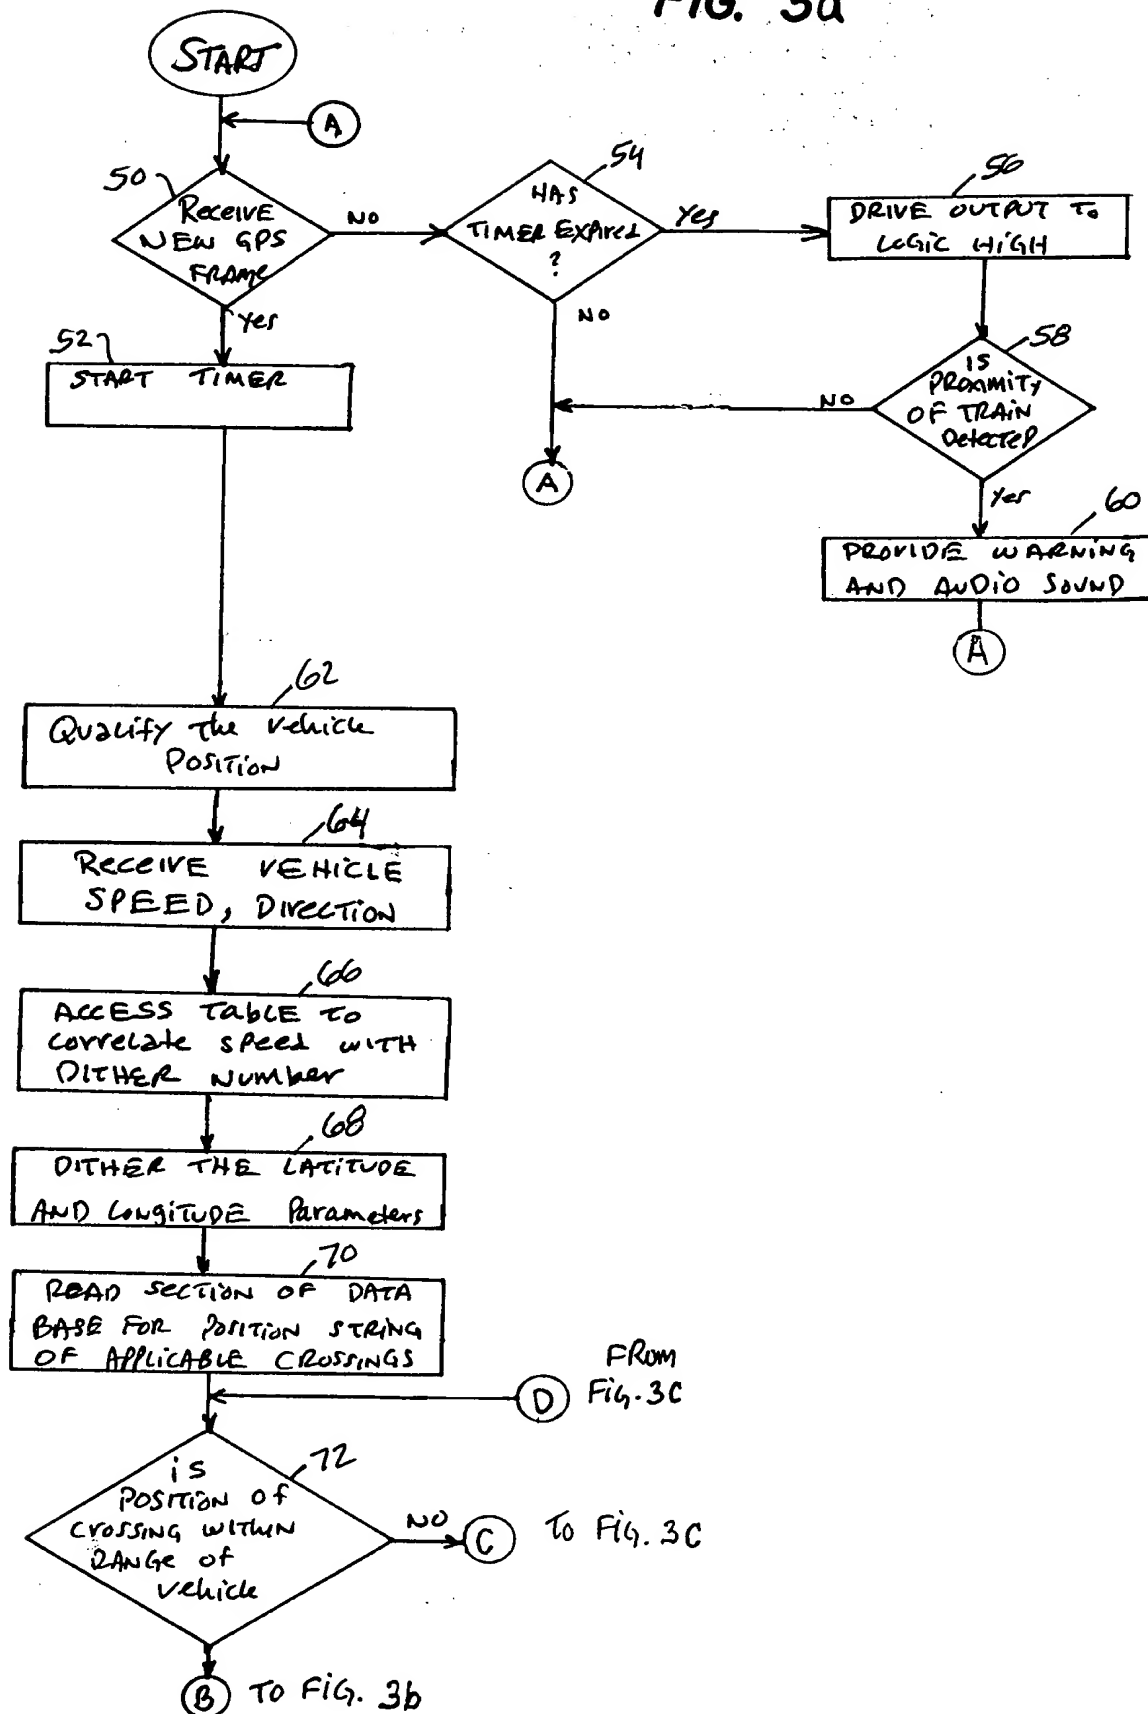 FIG. 3a
START
A
50
Receive
NEW GPS
FRAME
NO
54
HAS
TIMER Expired
?
Yes
56
DRIVE OUTPUT TO
LOGIC HIGH
Yes
NO
52
START TIMER
58
IS
PROXIMITY
OF TRAIN
Detected
NO
A
Yes
60
PROVIDE WARNING
AND AUDIO SOUND
A
62
Qualify the vehicle
POSITION
64
RECEIVE VEHICLE
SPEED, DIRECTION
66
ACCESS TABLE TO
correlate speed WITH
DITHER Number
68
DITHER THE LATITUDE
AND LONGITUDE Parameters
70
READ SECTION OF DATA
BASE FOR POSITION STRING
OF APPLICABLE CROSSINGS
D
FROM
FIG. 3C
72
is
POSITION of
CROSSING WITHIN
RANGE of
vehicle
NO
C
TO FIG. 3C
B
TO FIG. 3b